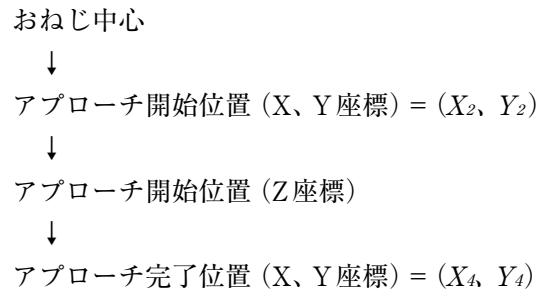 おねじ中心
↓
アプローチ開始位置（X、Y座標）= (X₂、Y₂)
↓
アプローチ開始位置（Z座標）
↓
アプローチ完了位置（X、Y座標）= (X₄、Y₄)